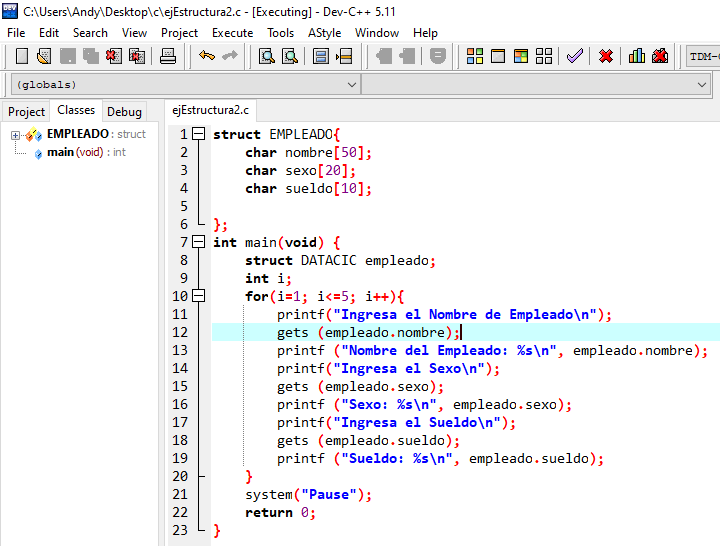 C:\Users\Andy\Desktop\c\ejEstructura2.c - [Executing] - Dev-C++ 5.11
File Edit Search View Project Execute Tools AStyle Window Help
TDM-G
(globals)
Project Classes Debug
ejEstructura2.c
EMPLEADO : struct
main (void) : int
1 struct EMPLEADO{
2 char nombre[50];
3 char sexo[20];
4 char sueldo[10];
5
6 };
7 int main(void) {
8 struct DATACIC empleado;
9 int i;
10 for(i=1; i<=5; i++){
11 printf("Ingresa el Nombre de Empleado\n");
12 gets (empleado.nombre);
13 printf ("Nombre del Empleado: %s\n", empleado.nombre);
14 printf("Ingresa el Sexo\n");
15 gets (empleado.sexo);
16 printf ("Sexo: %s\n", empleado.sexo);
17 printf("Ingresa el Sueldo\n");
18 gets (empleado.sueldo);
19 printf ("Sueldo: %s\n", empleado.sueldo);
20 }
21 system("Pause");
22 return 0;
23 }